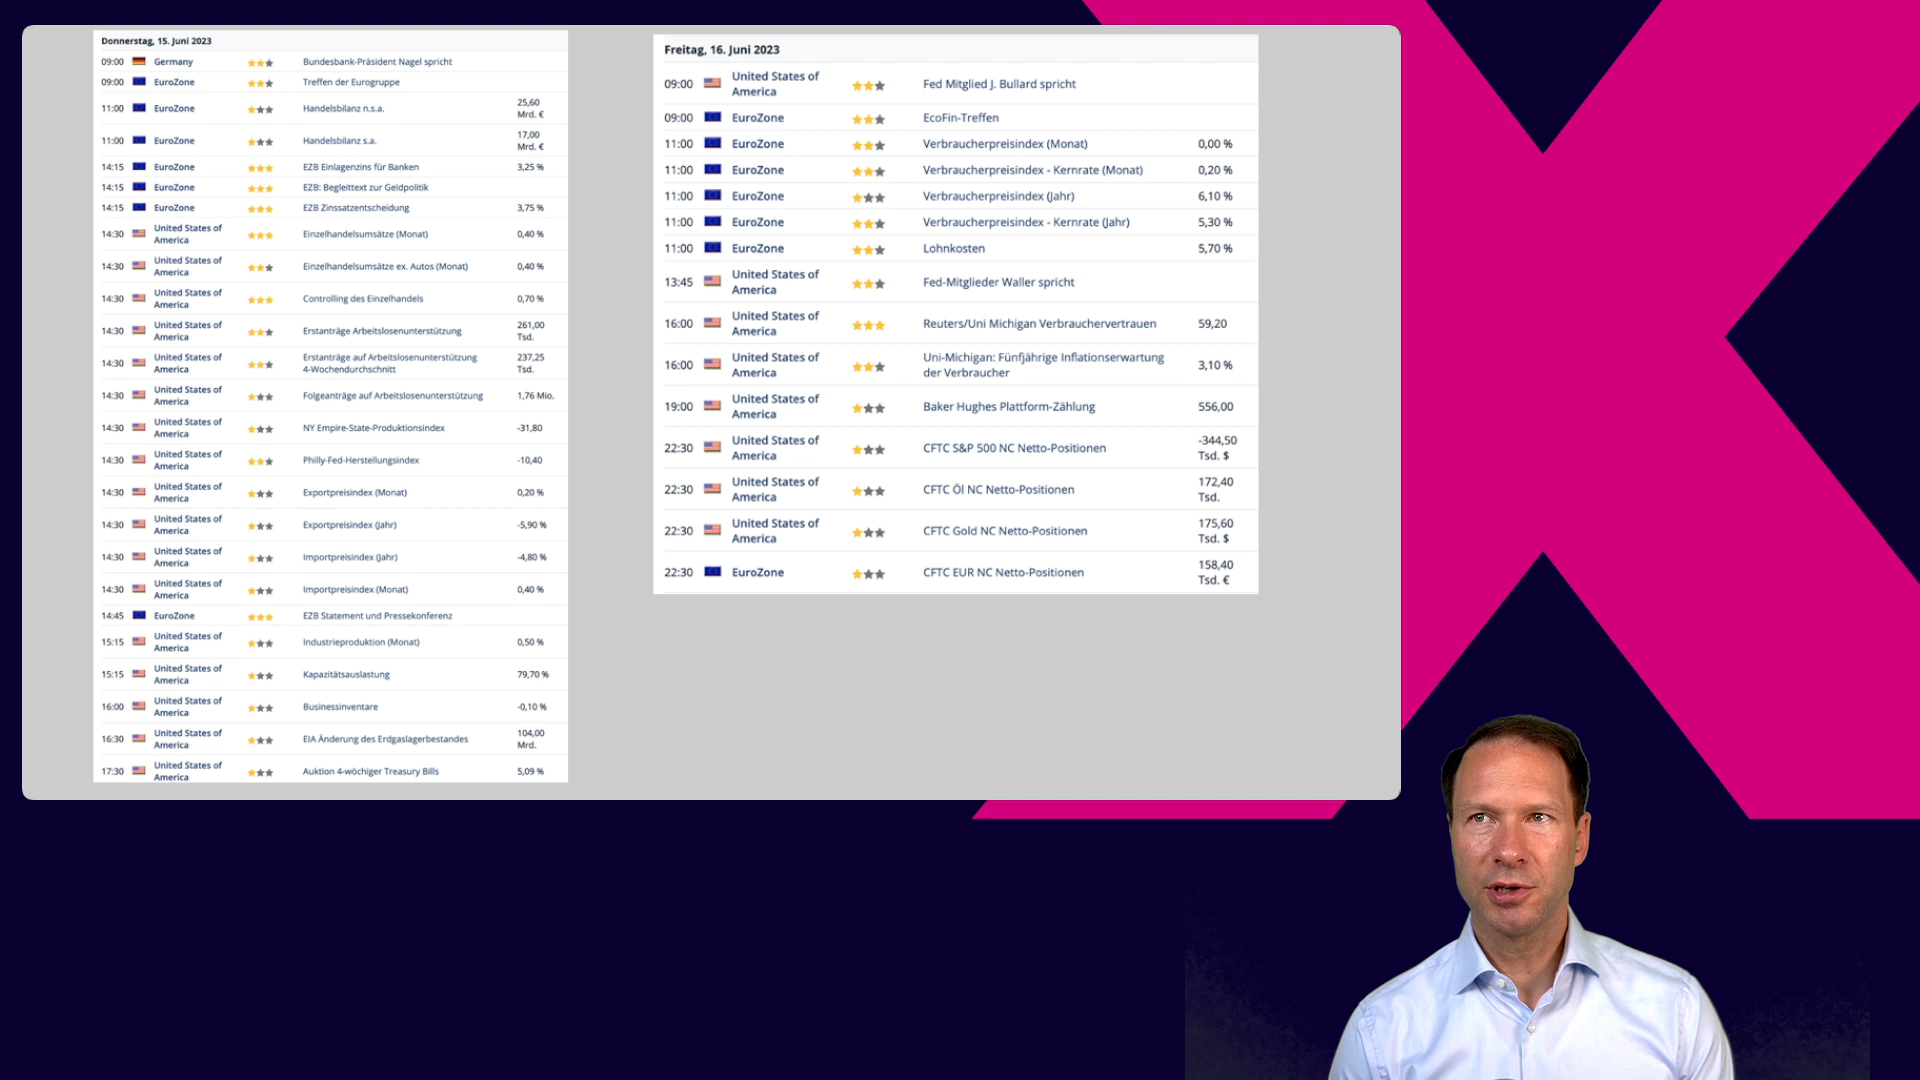 Donnerstag, 15. Juni 2023
09:00 Germany Bundesbank-Präsident Nagel spricht
09:00 EuroZone Treffen der Eurogruppe
11:00 EuroZone Handelsbilanz n.s.a. 25,60
Mrd. €
11:00 EuroZone Handelsbilanz s.a. 17,00
Mrd. €
14:15 EuroZone EZB Einlagenzins für Banken 3,25 %
14:15 EuroZone EZB: Begleittext zur Geldpolitik
14:15 EuroZone EZB Zinssatzentscheidung 3,75 %
14:30 United States of
America Einzelhandelsumsätze (Monat) 0,40 %
14:30 United States of
America Einzelhandelsumsätze ex. Autos (Monat) 0,40 %
14:30 United States of
America Controlling des Einzelhandels 0,70 %
14:30 United States of
America Erstanträge Arbeitslosenunterstützung 261,00
Tsd.
14:30 United States of
America Erstanträge auf Arbeitslosenunterstützung
4-Wochendurchschnitt 237,25
Tsd.
14:30 United States of
America Folgeanträge auf Arbeitslosenunterstützung 1,76 Mio.
14:30 United States of
America NY Empire-State-Produktionsindex -31,80
14:30 United States of
America Philly-Fed-Herstellungsindex -10,40
14:30 United States of
America Exportpreisindex (Monat) 0,20 %
14:30 United States of
America Exportpreisindex (Jahr) -5,90 %
14:30 United States of
America Importpreisindex (Jahr) -4,80 %
14:30 United States of
America Importpreisindex (Monat) 0,40 %
14:45 EuroZone EZB Statement und Pressekonferenz
15:15 United States of
America Industrieproduktion (Monat) 0,50 %
15:15 United States of
America Kapazitätsauslastung 79,70 %
16:00 United States of
America Businessinventare -0,10 %
16:30 United States of
America EIA Änderung des Erdgaslagerbestandes 104,00
Mrd.
17:30 United States of
America Auktion 4-wöchiger Treasury Bills 5,09 %
Freitag, 16. Juni 2023
09:00 United States of
America Fed Mitglied J. Bullard spricht
09:00 EuroZone EcoFin-Treffen
11:00 EuroZone Verbraucherpreisindex (Monat) 0,00 %
11:00 EuroZone Verbraucherpreisindex - Kernrate (Monat) 0,20 %
11:00 EuroZone Verbraucherpreisindex (Jahr) 6,10 %
11:00 EuroZone Verbraucherpreisindex - Kernrate (Jahr) 5,30 %
11:00 EuroZone Lohnkosten 5,70 %
13:45 United States of
America Fed-Mitglieder Waller spricht
16:00 United States of
America Reuters/Uni Michigan Verbrauchervertrauen 59,20
16:00 United States of
America Uni-Michigan: Fünfjährige Inflationserwartung
der Verbraucher 3,10 %
19:00 United States of
America Baker Hughes Plattform-Zählung 556,00
22:30 United States of
America CFTC S&P 500 NC Netto-Positionen -344,50
Tsd. $
22:30 United States of
America CFTC Öl NC Netto-Positionen 172,40
Tsd.
22:30 United States of
America CFTC Gold NC Netto-Positionen 175,60
Tsd. $
22:30 EuroZone CFTC EUR NC Netto-Positionen 158,40
Tsd. €